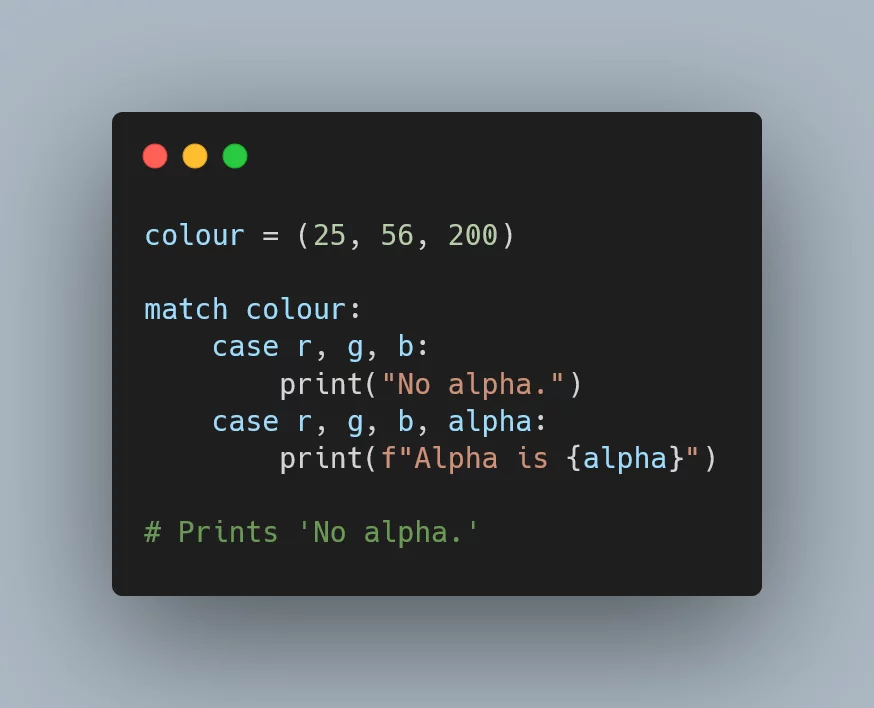 colour = (25, 56, 200)

match colour:
    case r, g, b:
        print("No alpha.")
    case r, g, b, alpha:
        print(f"Alpha is {alpha}")

# Prints 'No alpha.'